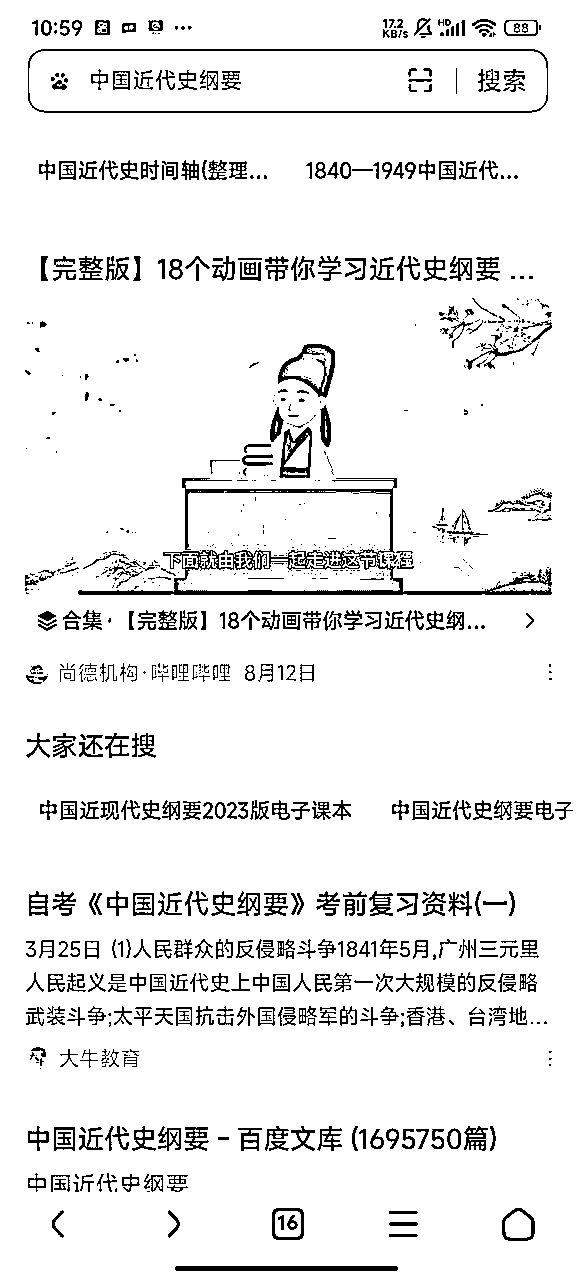 10:59
17.2 KB/s
HD
88
中国近代史纲要
搜索
中国近代史时间轴(整理...
1840—1949中国近代...
【完整版】18个动画带你学习近代史纲要 ...
下面就由我们一起走进这节课程
合集·【完整版】18个动画带你学习近代史纲...
尚德机构·哔哩哔哩 8月12日
大家还在搜
中国近现代史纲要2023版电子课本
中国近代史纲要电子
自考《中国近代史纲要》考前复习资料(一)
3月25日 (1)人民群众的反侵略斗争1841年5月,广州三元里
人民起义是中国近代史上中国人民第一次大规模的反侵略
武装斗争;太平天国抗击外国侵略军的斗争;香港、台湾地...
大牛教育
中国近代史纲要 - 百度文库 (1695750篇)
中国近代史纲要
16